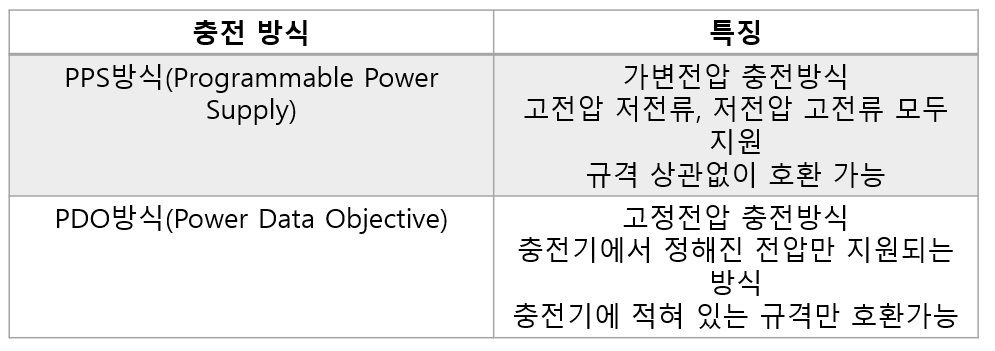 충전 방식
특징
PPS방식(Programmable Power
Supply)
가변전압 충전방식
고전압 저전류, 저전압 고전류 모두
지원
규격 상관없이 호환 가능
PDO방식(Power Data Objective)
고정전압 충전방식
충전기에서 정해진 전압만 지원되는
방식
충전기에 적혀 있는 규격만 호환가능